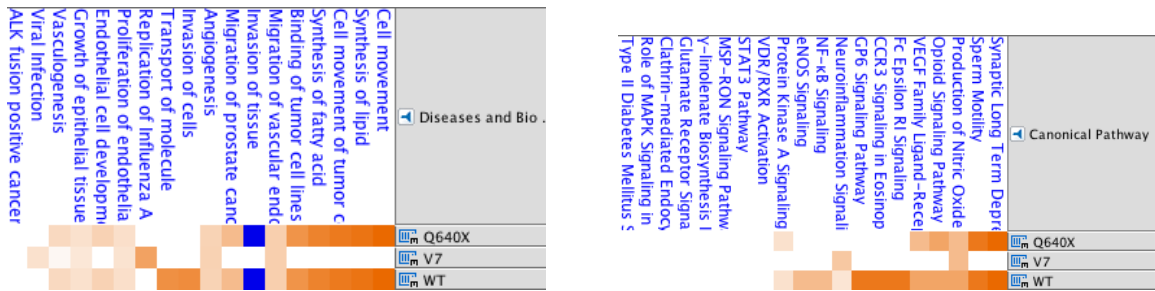 Cell movement
Synthesis of lipid
Cell movement of tumor c
Synthesis of fatty acid
Binding of tumor cell lines
Migration of vascular endo
Invasion of tissue
Migration of prostate canc
Angiogenesis
Invasion of cells
Transport of molecule
Replication of Influenza A
Proliferation of endothelia
Endothelial cell developm
Growth of epithelial tissue
Vasculogenesis
Viral Infection
ALK fusion positive cancer
Diseases and Bio .
Q640X
V7
WT
Synaptic Long Term Depre
Sperm Motility
Production of Nitric Oxide
Opioid Signaling Pathway
VEGF Family Ligand-Recep
Fc Epsilon RI Signaling
CCR3 Signaling in Eosinop
GP6 Signaling Pathway
Neuroinflammation Signali
NF-κB Signaling
eNOS Signaling
Protein Kinase A Signaling
VDR/RXR Activation
STAT3 Pathway
MSP-RON Signaling Pathw
γ-linolenate Biosynthesis I
Glutamate Receptor Signa
Clathrin-mediated Endocy
Role of MAPK Signaling in
Type II Diabetes Mellitus S
Canonical Pathway
Q640X
V7
WT